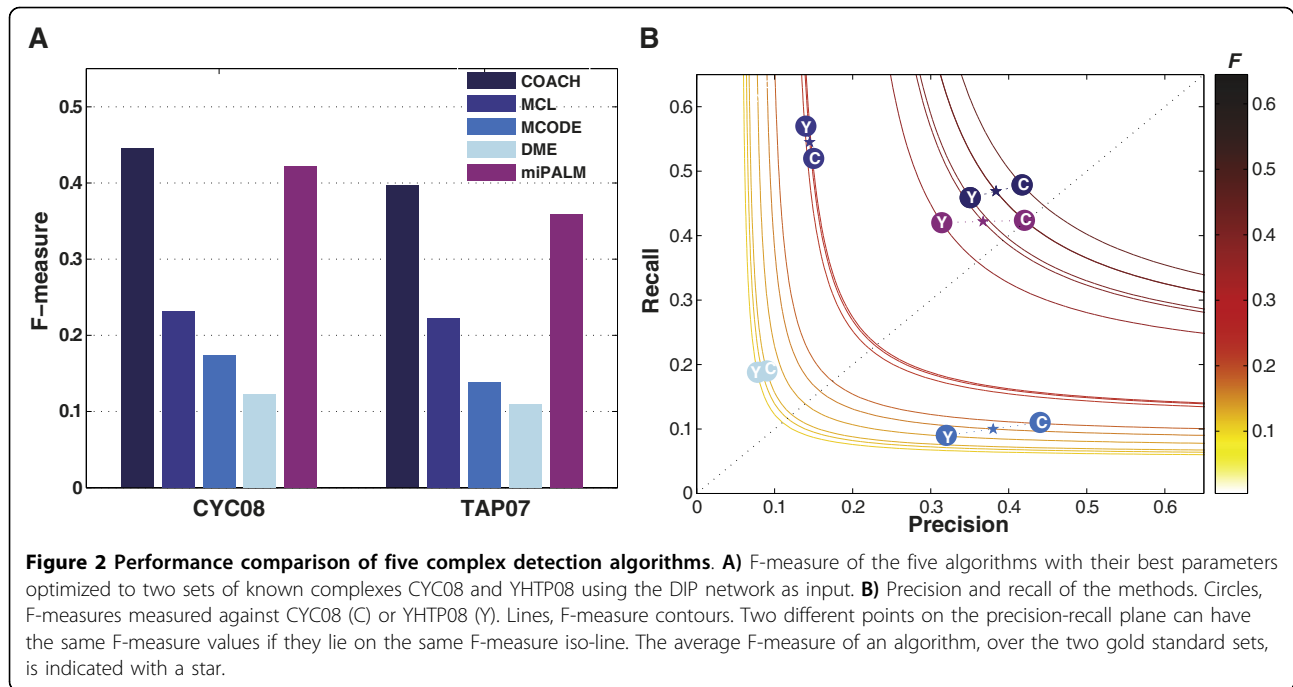 A
F-measure
0.5
0.4
0.3
0.2
0.1
0
COACH
MCL
MCODE
DME
miPALM
CYC08
TAP07
B
Recall
0.6
0.5
0.4
0.3
0.2
0.1
0
Y
C
Y
C
Y
C
Y
C
Y
C
0
0.1
0.2
0.3
0.4
0.5
0.6
Precision
F
0.6
0.5
0.4
0.3
0.2
0.1
Figure 2 Performance comparison of five complex detection algorithms. A) F-measure of the five algorithms with their best parameters
optimized to two sets of known complexes CYC08 and YHTP08 using the DIP network as input. B) Precision and recall of the methods. Circles,
F-measures measured against CYC08 (C) or YHTP08 (Y). Lines, F-measure contours. Two different points on the precision-recall plane can have
the same F-measure values if they lie on the same F-measure iso-line. The average F-measure of an algorithm, over the two gold standard sets,
is indicated with a star.